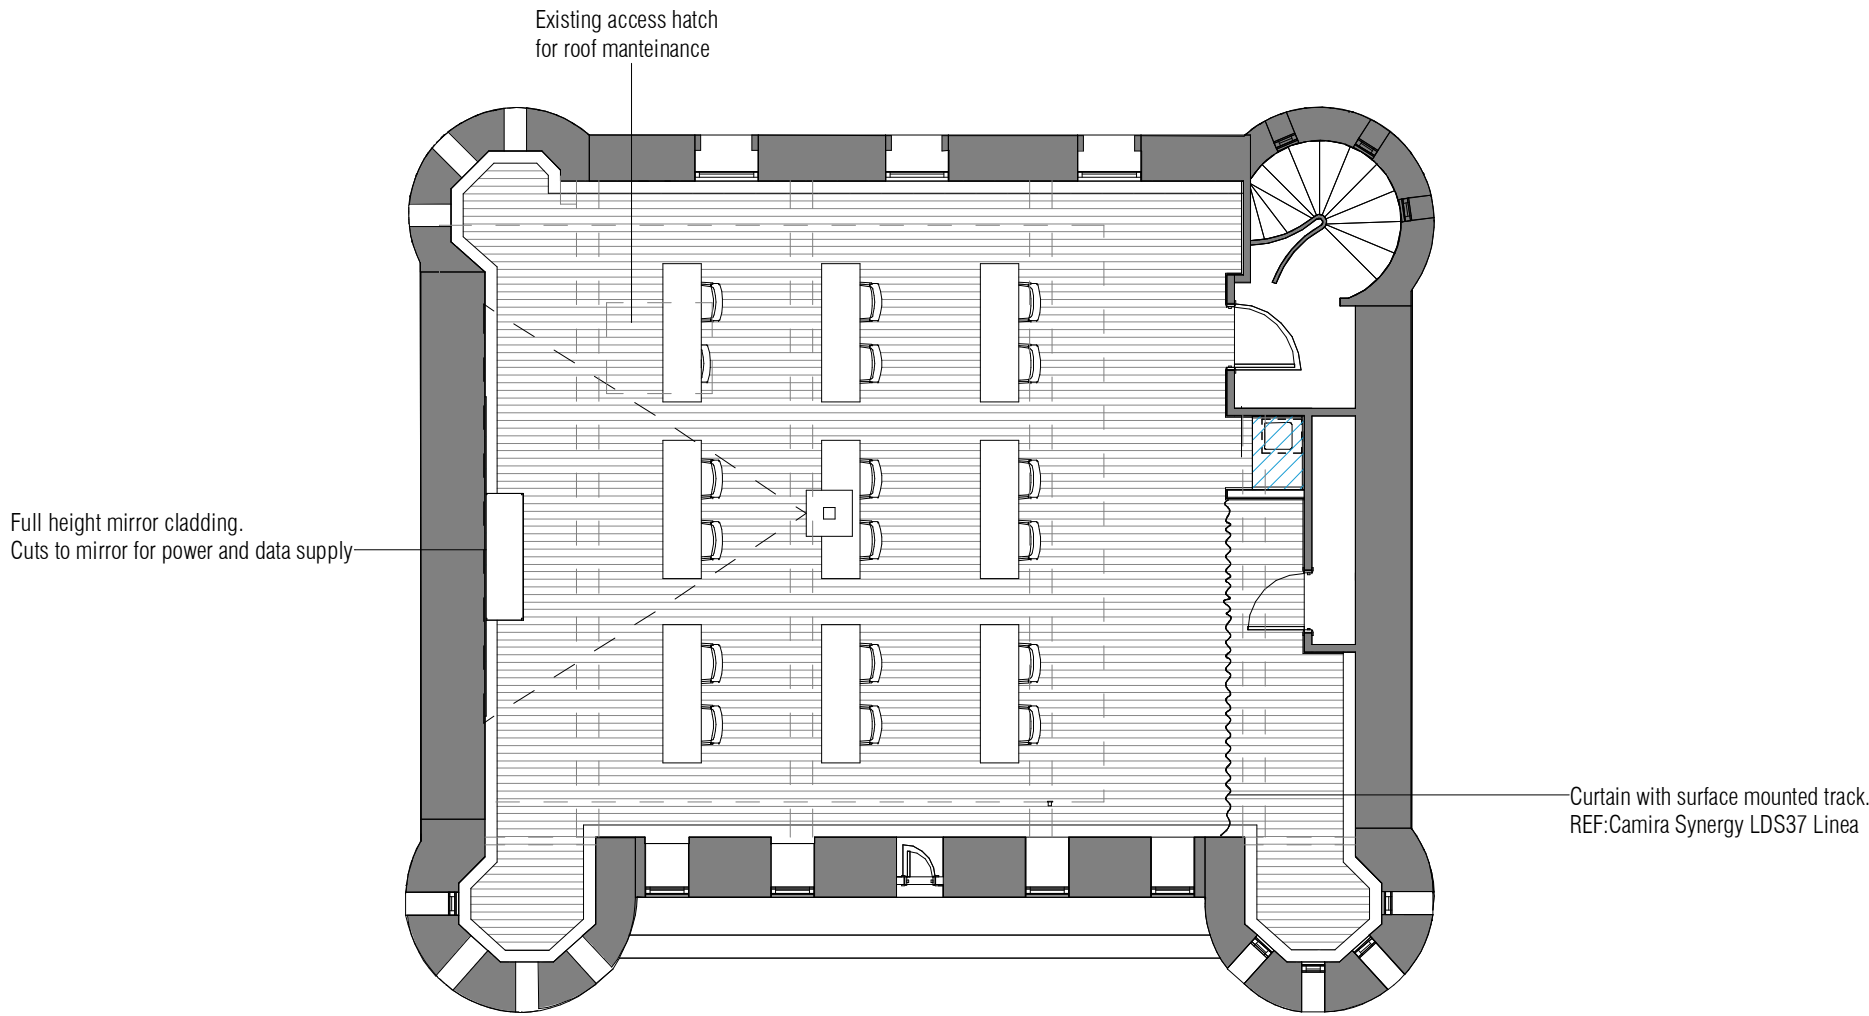 Existing access hatch
for roof manteinance
Full height mirror cladding.
Cuts to mirror for power and data supply
Curtain with surface mounted track.
REF:Camira Synergy LDS37 Linea